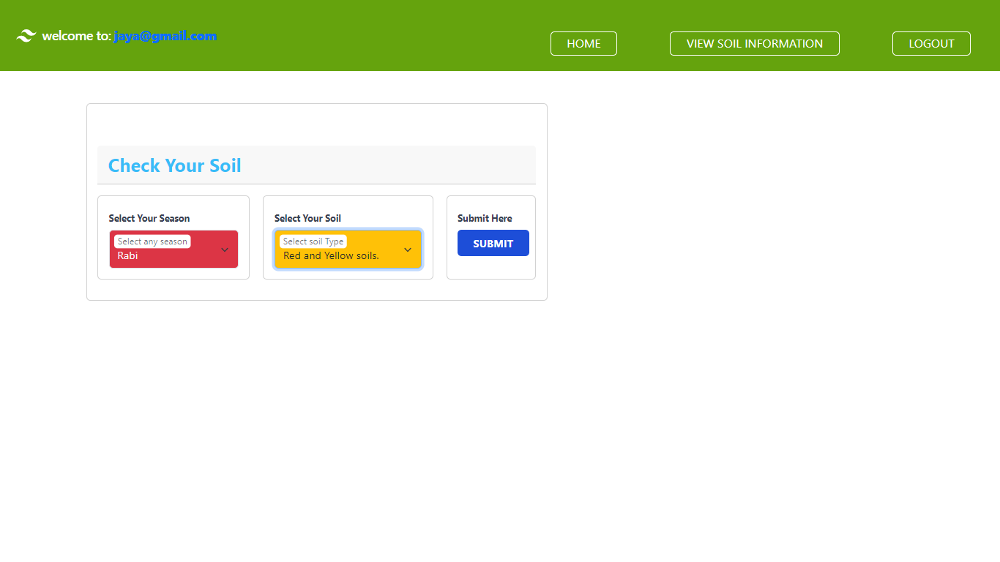 welcome to: jaya@gmail.com
HOME
VIEW SOIL INFORMATION
LOGOUT
Check Your Soil
Select Your Season
Select any season
Rabi
Select Your Soil
Select soil Type
Red and Yellow soils.
Submit Here
SUBMIT